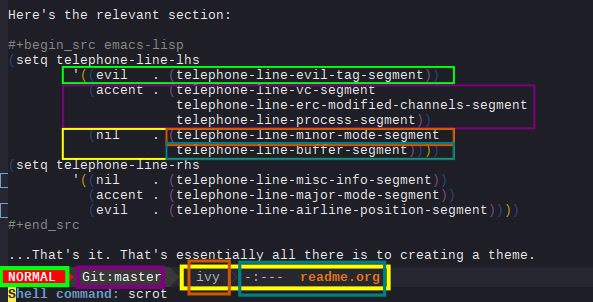 Here's the relevant section:
#+begin_src emacs-lisp
(setq telephone-line-lhs
'((evil . (telephone-line-evil-tag-segment))
(accent . (telephone-line-vc-segment
telephone-line-erc-modified-channels-segment
telephone-line-process-segment))
(nil . (telephone-line-minor-mode-segment
telephone-line-buffer-segment))))
(setq telephone-line-rhs
'((nil . (telephone-line-misc-info-segment))
(accent . (telephone-line-major-mode-segment))
(evil . (telephone-line-airline-position-segment))))
#+end_src
...That's it. That's essentially all there is to creating a theme.
NORMAL Git:master ivy -:--- readme.org
Shell command: scrot